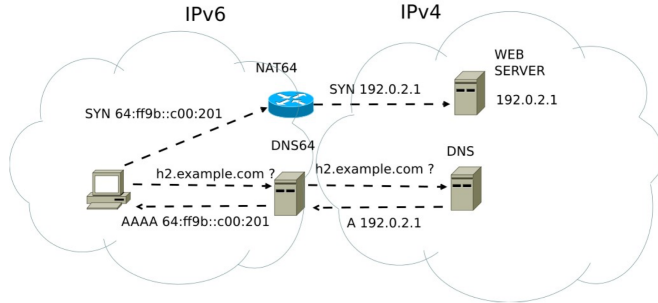 IPv6
IPv4
NAT64
WEB
SERVER
SYN 192.0.2.1
192.0.2.1
SYN 64:ff9b::c00:201
DNS64
DNS
h2.example.com ?
h2.example.com ?
AAAA 64:ff9b::c00:201
A 192.0.2.1